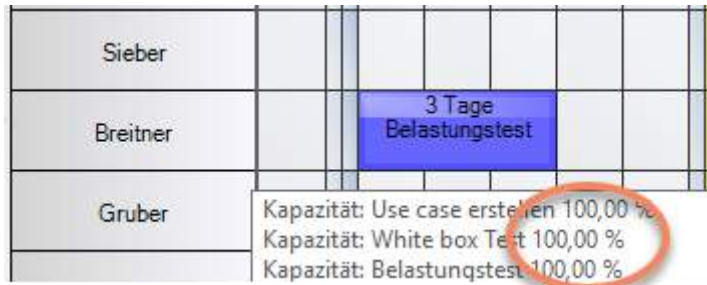 Sieber
3 Tage
Belastungstest
Breitner
Gruber
Kapazität: Use case erstellen 100,00 %
Kapazität: White box Test 100,00 %
Kapazität: Belastungstest 100,00 %